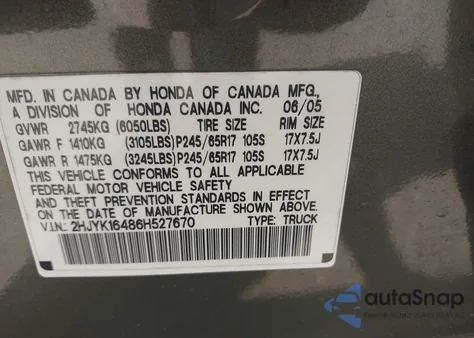 MFD. IN CANADA BY HONDA OF CANADA MFG.,
A DIVISION OF HONDA CANADA INC. 06/05
GVWR 2745KG (6050LBS) TIRE SIZE RIM SIZE
GAWR F 1410KG (3105LBS) P245/65R17 105S 17X7.5J
GAWR R 1475KG (3245LBS) P245/65R17 105S 17X7.5J
THIS VEHICLE CONFORMS TO ALL APPLICABLE
FEDERAL MOTOR VEHICLE SAFETY
AND THEFT PREVENTION STANDARDS IN EFFECT
ON THE DATE OF MANUFACTURE SHOWN ABOVE.
V.I.N.: 2HJYK16486H527670 TYPE: TRUCK
autoSnap